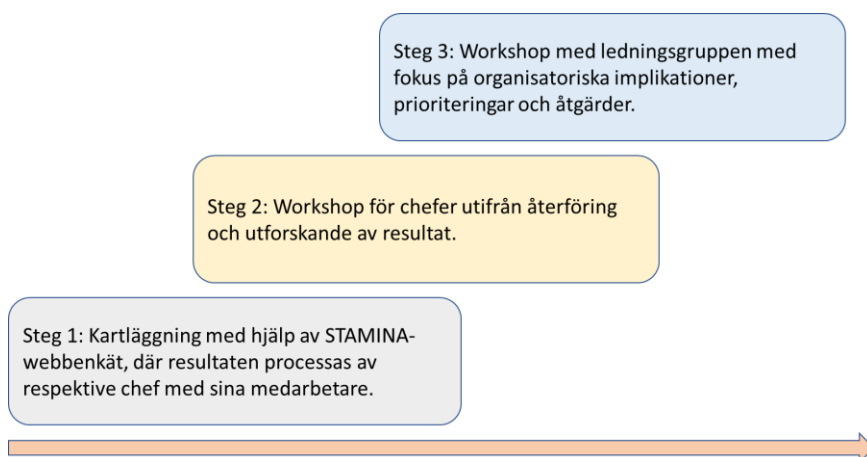 Steg 3: Workshop med ledningsgruppen med
fokus på organisatoriska implikationer,
prioriteringar och åtgärder.
Steg 2: Workshop för chefer utifrån återföring
och utforskande av resultat.
Steg 1: Kartläggning med hjälp av STAMINA-
webbenkät, där resultaten processas av
respektive chef med sina medarbetare.